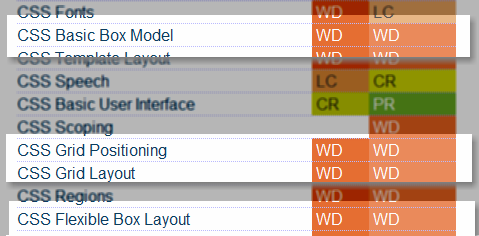 CSS Fonts WD LC
CSS Basic Box Model WD WD
CSS Template Layout WD WD
CSS Speech LC CR
CSS Basic User Interface CR PR
CSS Scoping WD
CSS Grid Positioning WD WD
CSS Grid Layout WD WD
CSS Regions WD WD
CSS Flexible Box Layout WD WD